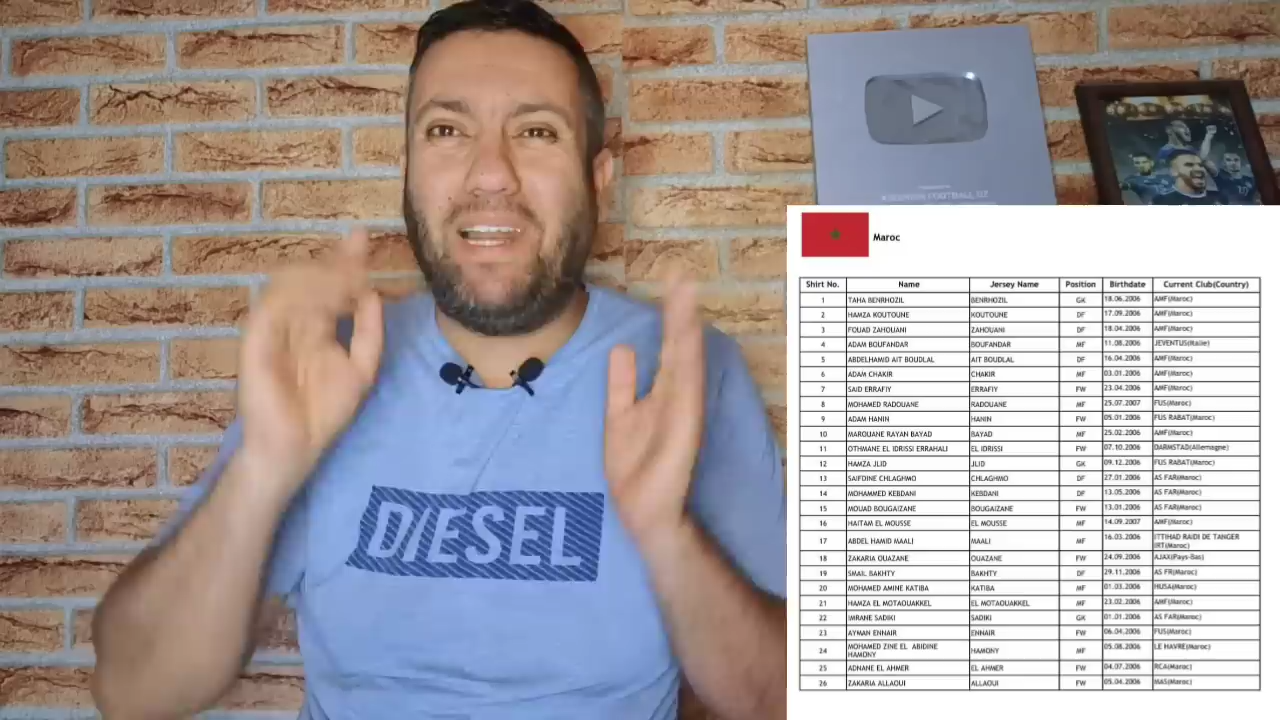 FOOTBALL DZ
DIESEL
Maroc
Shirt No. Name Jersey Name Position Birthdate Current Club(Country)
1 TAHA BENRHOZIL BENRHOZIL GK 18.06.2006 AMF(Maroc)
2 HAMZA KOUTOUNE KOUTOUNE DF 17.09.2006 AMF(Maroc)
3 FOUAD ZAHOUANI ZAHOUANI DF 18.04.2006 AMF(Maroc)
4 ADAM BOUFANDAR BOUFANDAR MF 11.08.2006 JEVENTUS(Italie)
5 ABDELHAMID AIT BOUDLAL AIT BOUDLAL DF 16.04.2006 AMF(Maroc)
6 ADAM CHAKIR CHAKIR MF 03.01.2006 AMF(Maroc)
7 SAID ERRAFIY ERRAFIY FW 23.04.2006 AMF(Maroc)
8 MOHAMED RADOUANE RADOUANE MF 25.07.2007 FUS(Maroc)
9 ADAM HANIN HANIN FW 05.01.2006 FUS RABAT(Maroc)
10 MAROUANE RAYAN BAYAD BAYAD MF 25.02.2006 AMF(Maroc)
11 OTHMANE EL IDRISSI ERRAHALI EL IDRISSI FW 07.10.2006 DARMSTAD(Allemagne)
12 HAMZA JLID JLID GK 09.12.2006 FUS RABAT(Maroc)
13 SAIFDINE CHLAGHMO CHLAGHMO DF 27.01.2006 AS FAR(Maroc)
14 MOHAMMED KEBDANI KEBDANI DF 13.05.2006 AS FAR(Maroc)
15 MOUAD BOUGAIZANE BOUGAIZANE FW 13.01.2006 AS FAR(Maroc)
16 HAITAM EL MOUSSE EL MOUSSE MF 14.09.2007 AMF(Maroc)
17 ABDEL HAMID MAALI MAALI MF 16.03.2006 ITTIHAD RAIDI DE TANGER
IRT(Maroc)
18 ZAKARIA OUAZANE OUAZANE FW 24.09.2006 AJAX(Pays-Bas)
19 SMAIL BAKHTY BAKHTY DF 29.11.2006 AS FR(Maroc)
20 MOHAMED AMINE KATIBA KATIBA MF 01.03.2006 HUSA(Maroc)
21 HAMZA EL MOTAOUAKKEL EL MOTAOUAKKEL MF 23.02.2006 AMF(Maroc)
22 IMRANE SADIKI SADIKI GK 01.01.2006 AS FAR(Maroc)
23 AYMAN ENNAIR ENNAIR FW 06.04.2006 FUS(Maroc)
24 MOHAMED ZINE EL ABIDINE
HAMONY HAMONY MF 05.08.2006 LE HAVRE(Maroc)
25 ADNANE EL AHMER EL AHMER FW 04.07.2006 RCA(Maroc)
26 ZAKARIA ALLAOUI ALLAOUI FW 05.04.2006 MAS(Maroc)